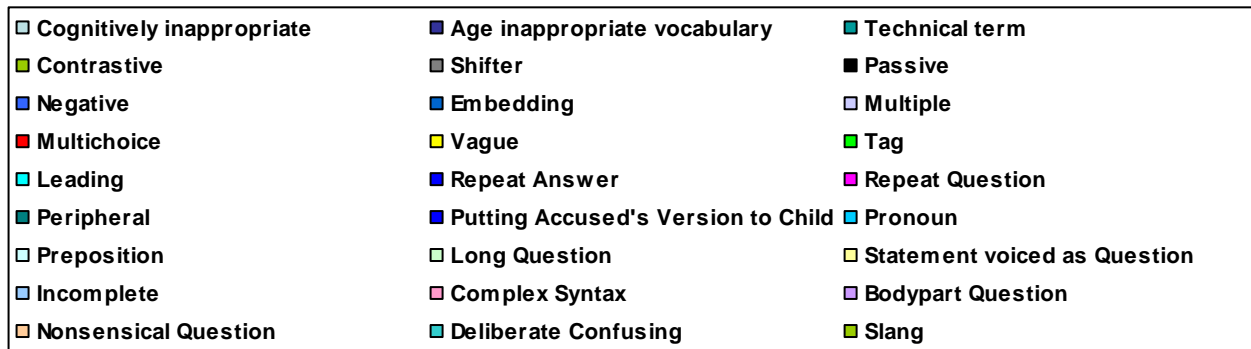 Cognitively inappropriate Age inappropriate vocabulary Technical term
Contrastive Shifter Passive
Negative Embedding Multiple
Multichoice Vague Tag
Leading Repeat Answer Repeat Question
Peripheral Putting Accused's Version to Child Pronoun
Preposition Long Question Statement voiced as Question
Incomplete Complex Syntax Bodypart Question
Nonsensical Question Deliberate Confusing Slang